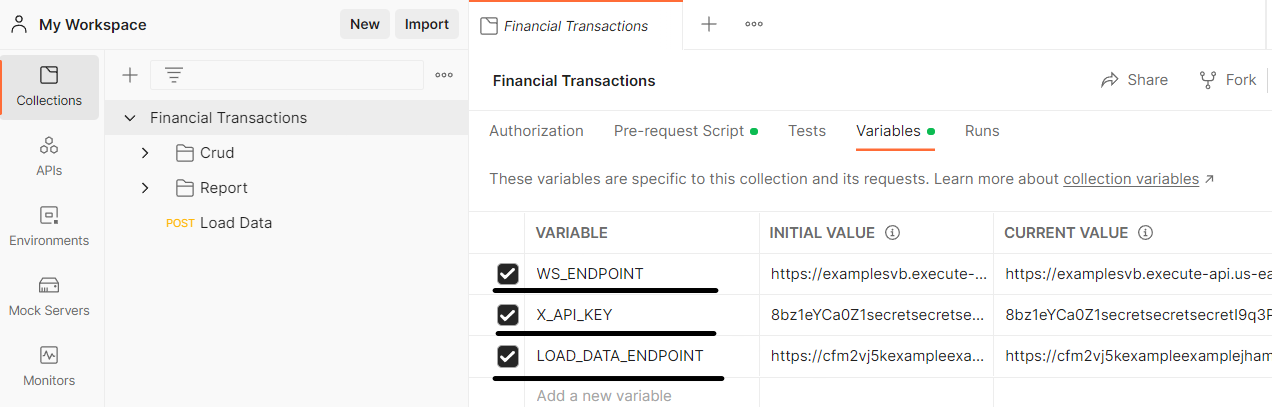 My Workspace
New
Import
Financial Transactions
Collections
APIs
Environments
Mock Servers
Monitors
Financial Transactions
Crud
Report
POST Load Data
Financial Transactions
Share
Fork
Authorization
Pre-request Script
Tests
Variables
Runs
These variables are specific to this collection and its requests. Learn more about collection variables ↗
VARIABLE INITIAL VALUE CURRENT VALUE
WS_ENDPOINT https://examplesvb.execute-... https://examplesvb.execute-api.us-ea
X_API_KEY 8bz1eYCa0Z1secretsecretse... 8bz1eYCa0Z1secretsecretsecretI9q3P
LOAD_DATA_ENDPOINT https://cfm2vj5kexampleexa... https://cfm2vj5kexampleexamplejham
Add a new variable